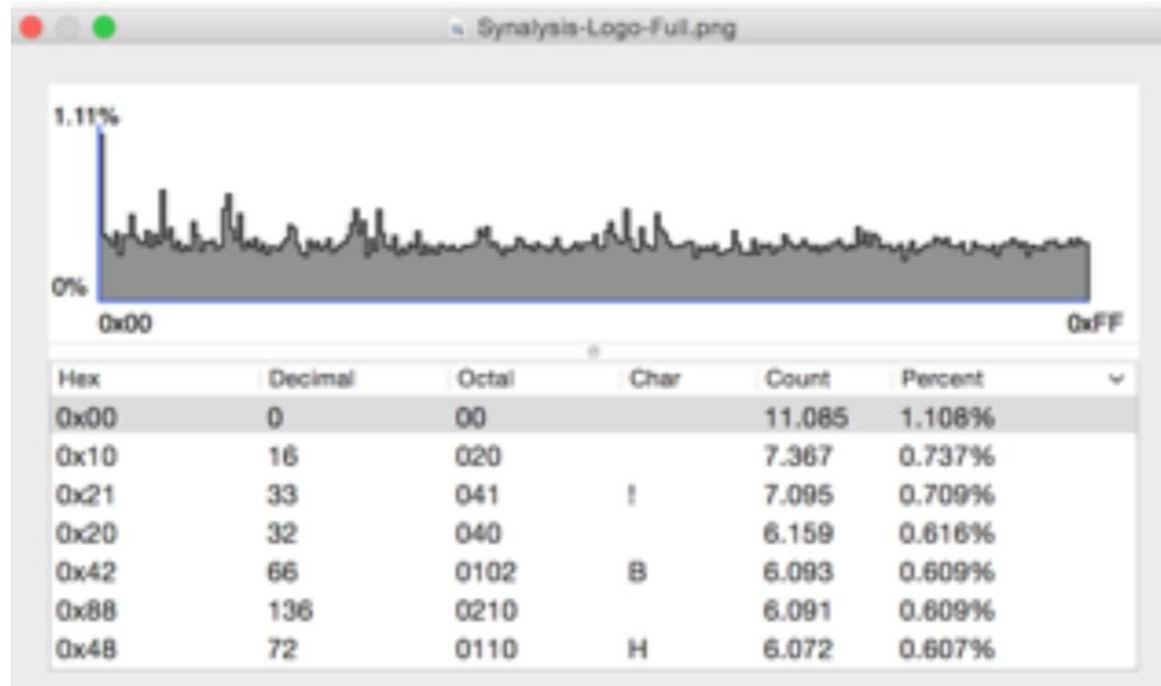 Synalysis-Logo-Full.png
1.11%
0%
0x00 0xFF
Hex Decimal Octal Char Count Percent
0x00 0 00 11.085 1.108%
0x10 16 020 7.367 0.737%
0x21 33 041 ! 7.095 0.709%
0x20 32 040 6.159 0.616%
0x42 66 0102 B 6.093 0.609%
0x88 136 0210 6.091 0.609%
0x48 72 0110 H 6.072 0.607%